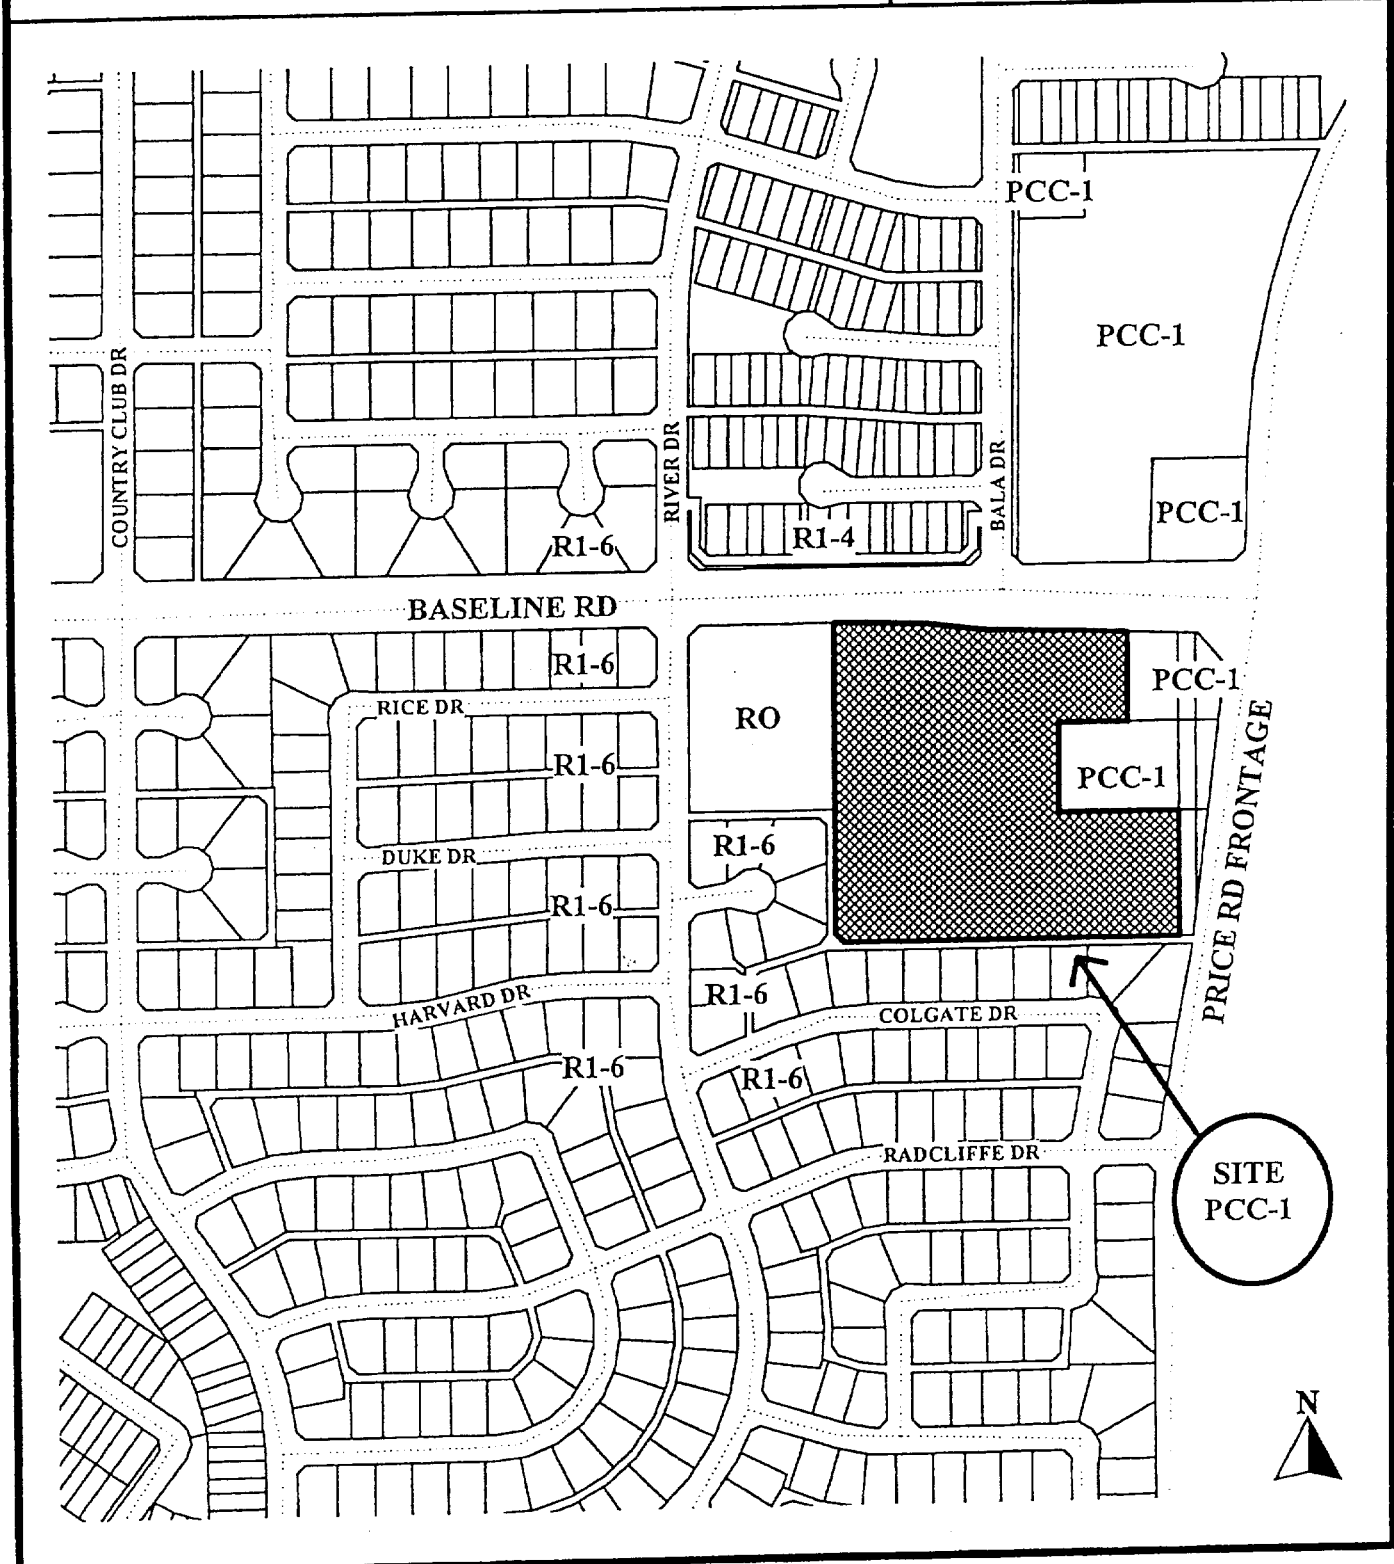 PCC-1
PCC-1
COUNTRY CLUB DR
RIVER DR
BALA DR
PCC-1
R1-6
R1-4
BASELINE RD
R1-6
PCC-1
RICE DR
RO
R1-6
PCC-1
PRICE RD FRONTAGE
R1-6
DUKE DR
R1-6
R1-6
HARVARD DR
COLGATE DR
R1-6
R1-6
RADCLIFFE DR
SITE
PCC-1
N